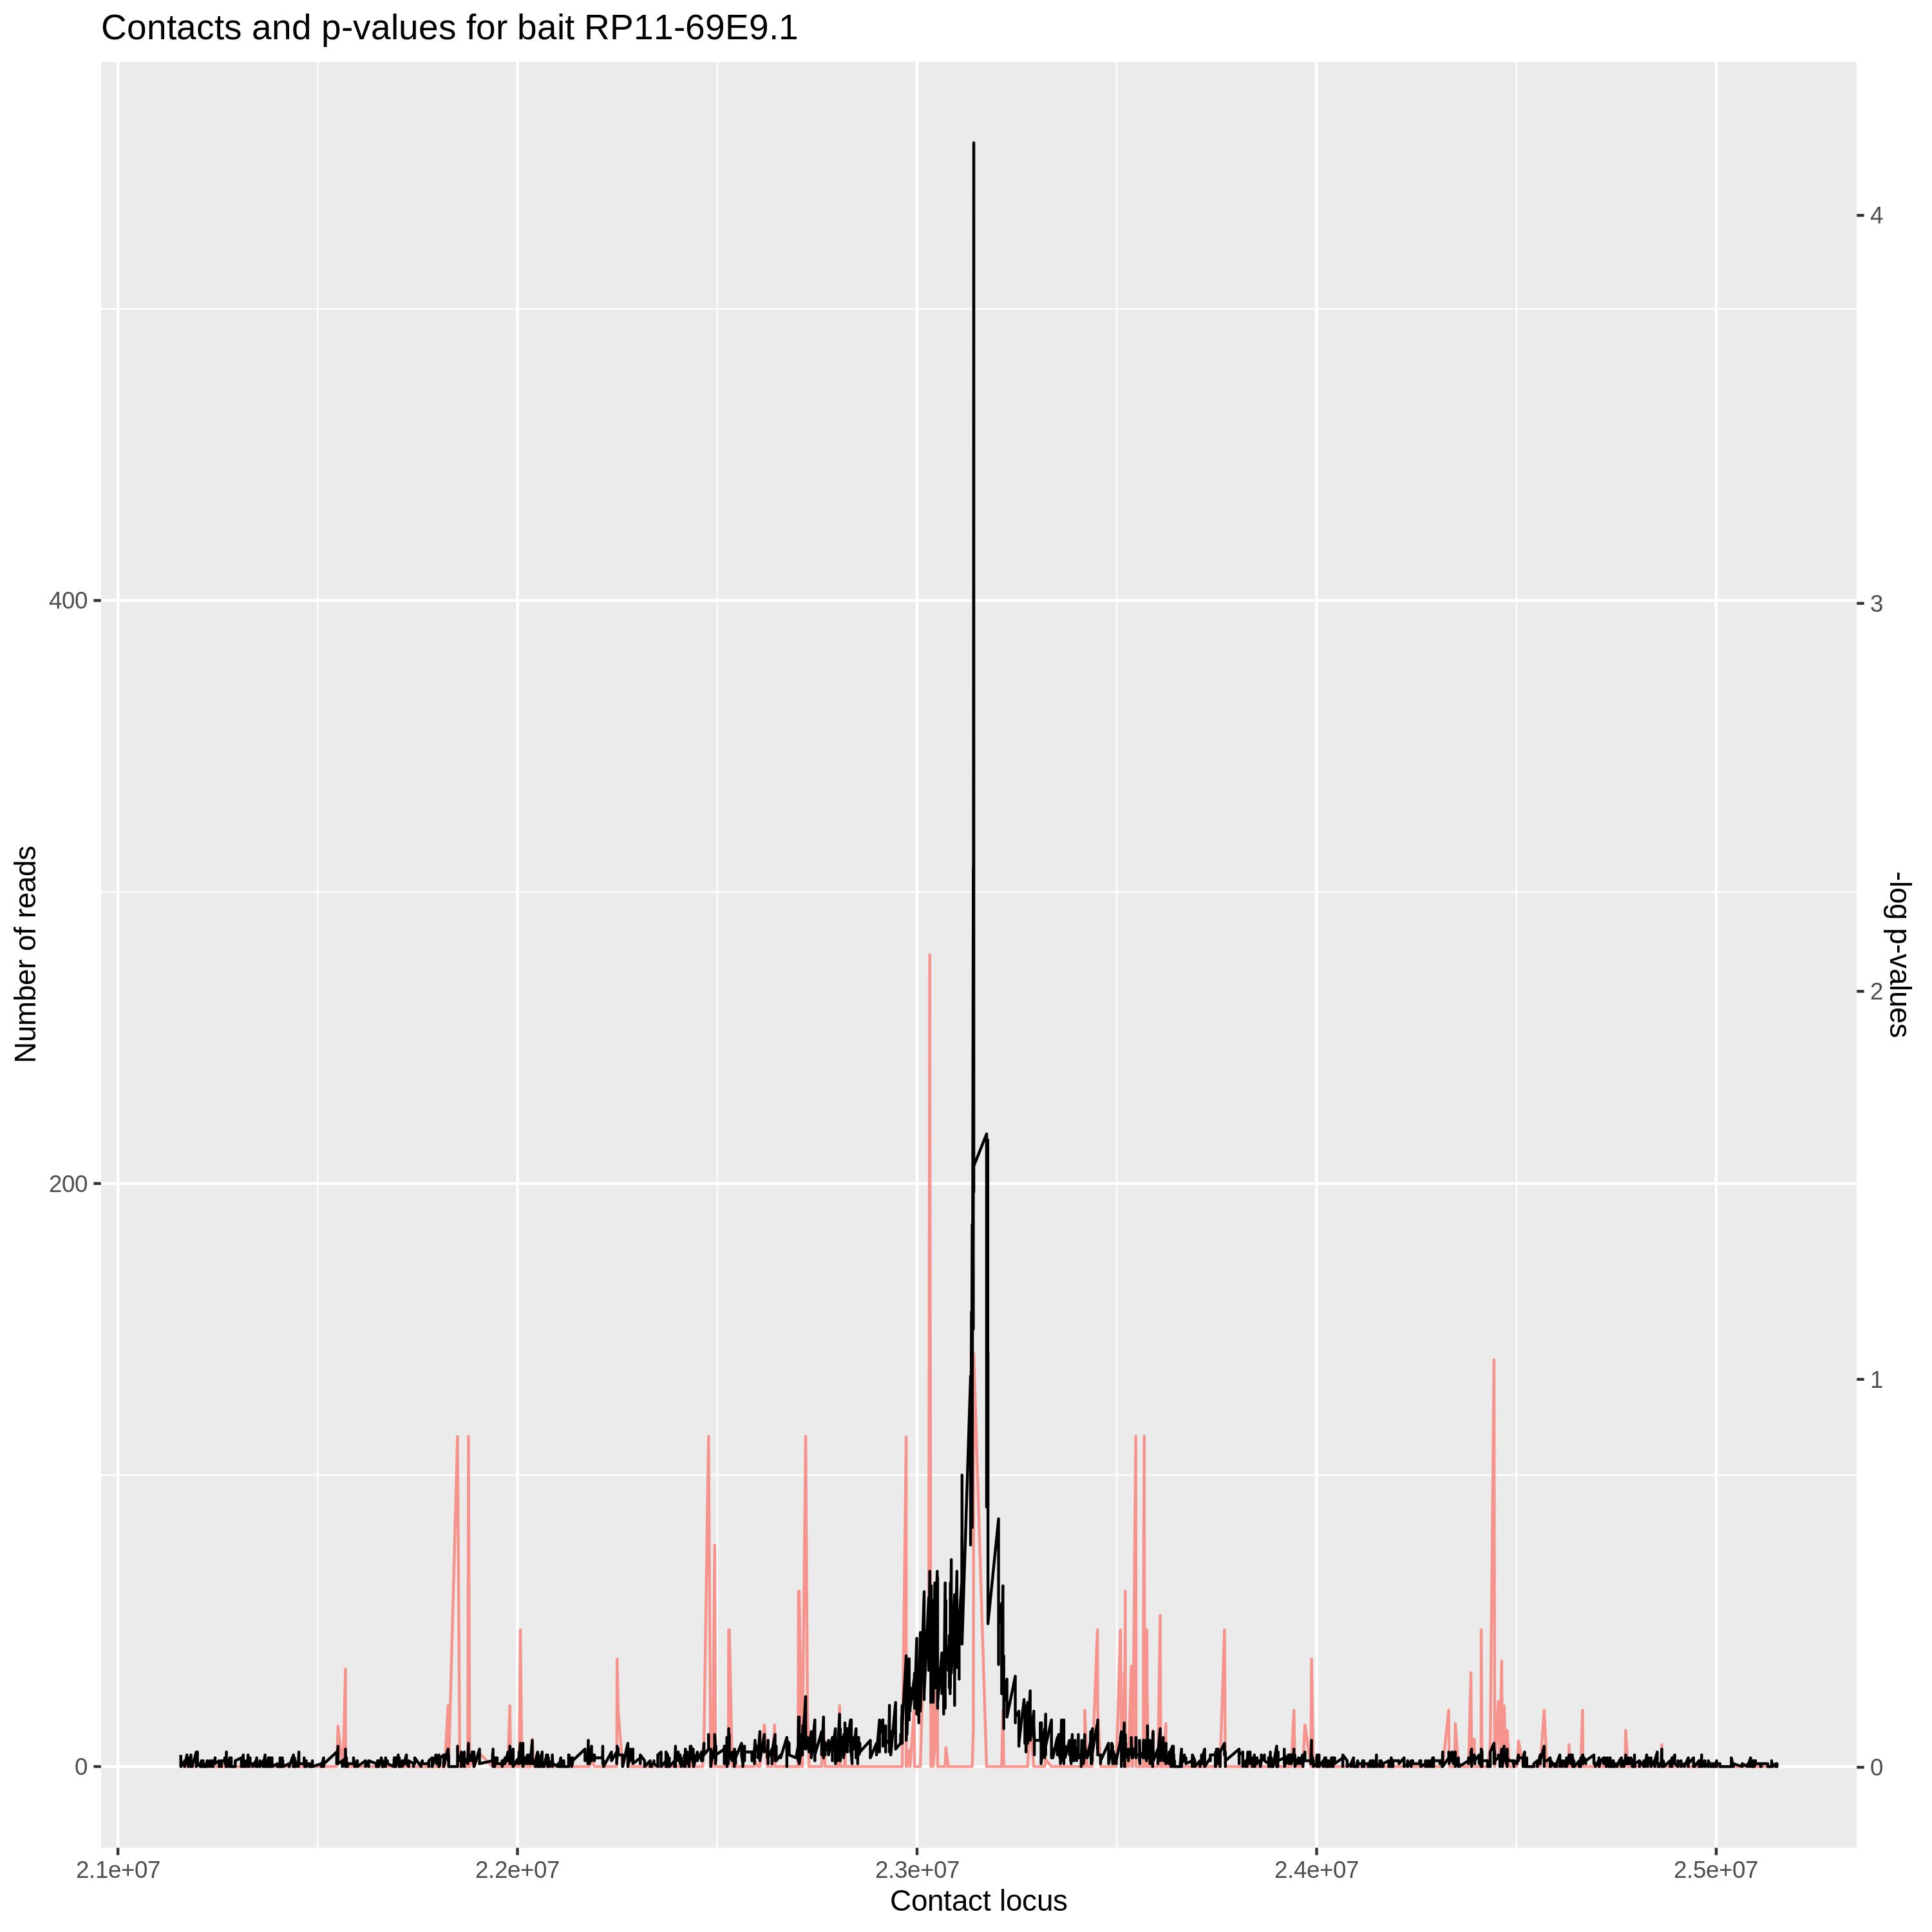 Contacts and p-values for bait RP11-69E9.1
Number of reads
400
200
0
4
3
2
1
0
-log p-values
2.1e+07
2.2e+07
2.3e+07
2.4e+07
2.5e+07
Contact locus